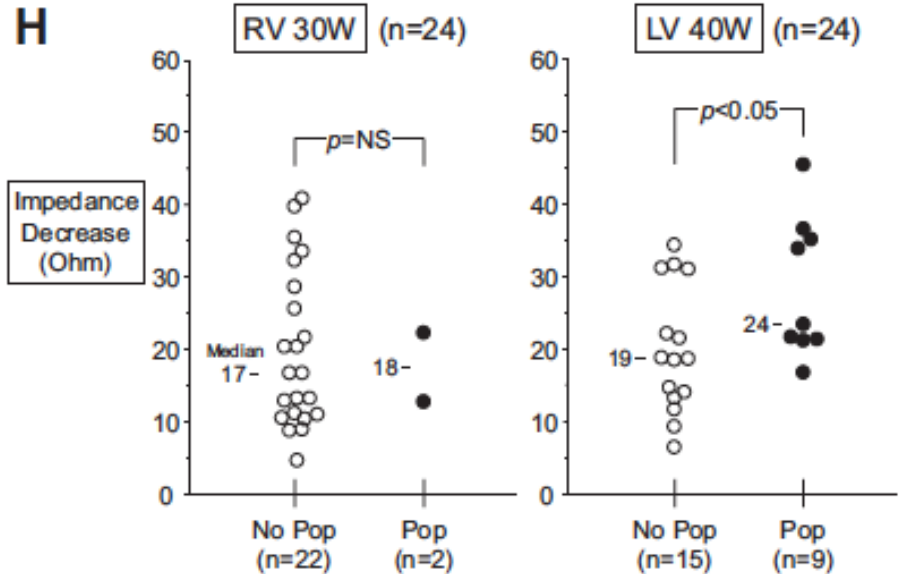 H
RV 30W (n=24)
LV 40W (n=24)
Impedance
Decrease
(Ohm)
60
50
40
30
20
10
0
p=NS
Median
17
18
No Pop
(n=22)
Pop
(n=2)
60
50
40
30
20
10
0
p<0.05
19
24
No Pop
(n=15)
Pop
(n=9)